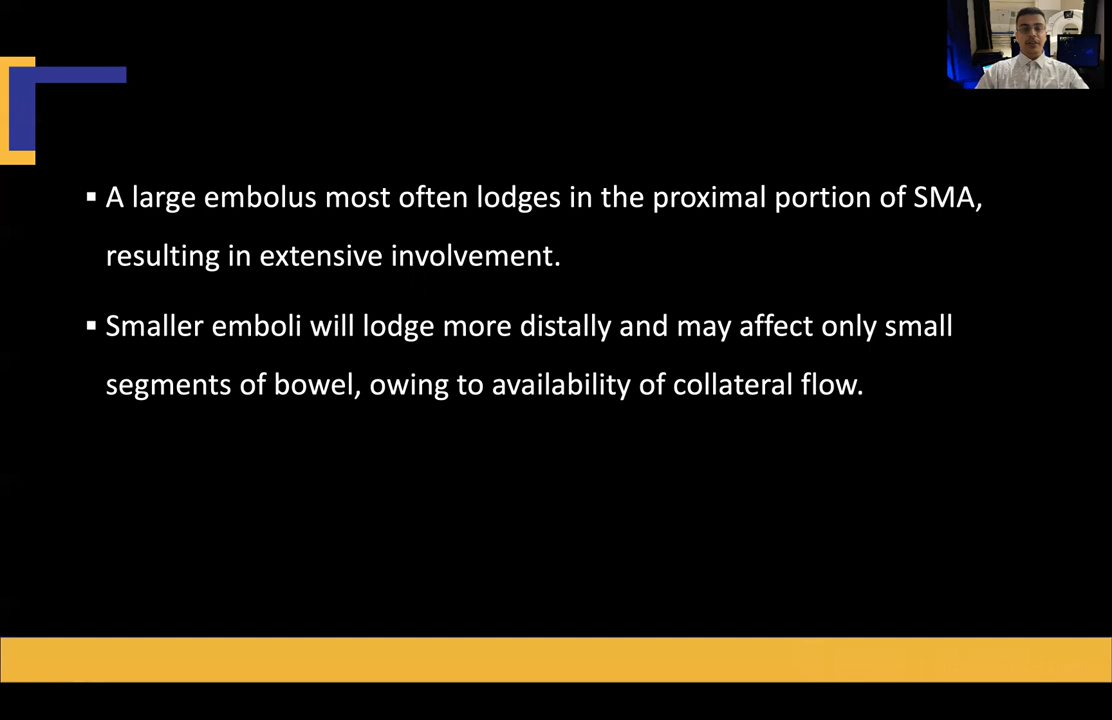 ▪ A large embolus most often lodges in the proximal portion of SMA,
resulting in extensive involvement.
▪ Smaller emboli will lodge more distally and may affect only small
segments of bowel, owing to availability of collateral flow.